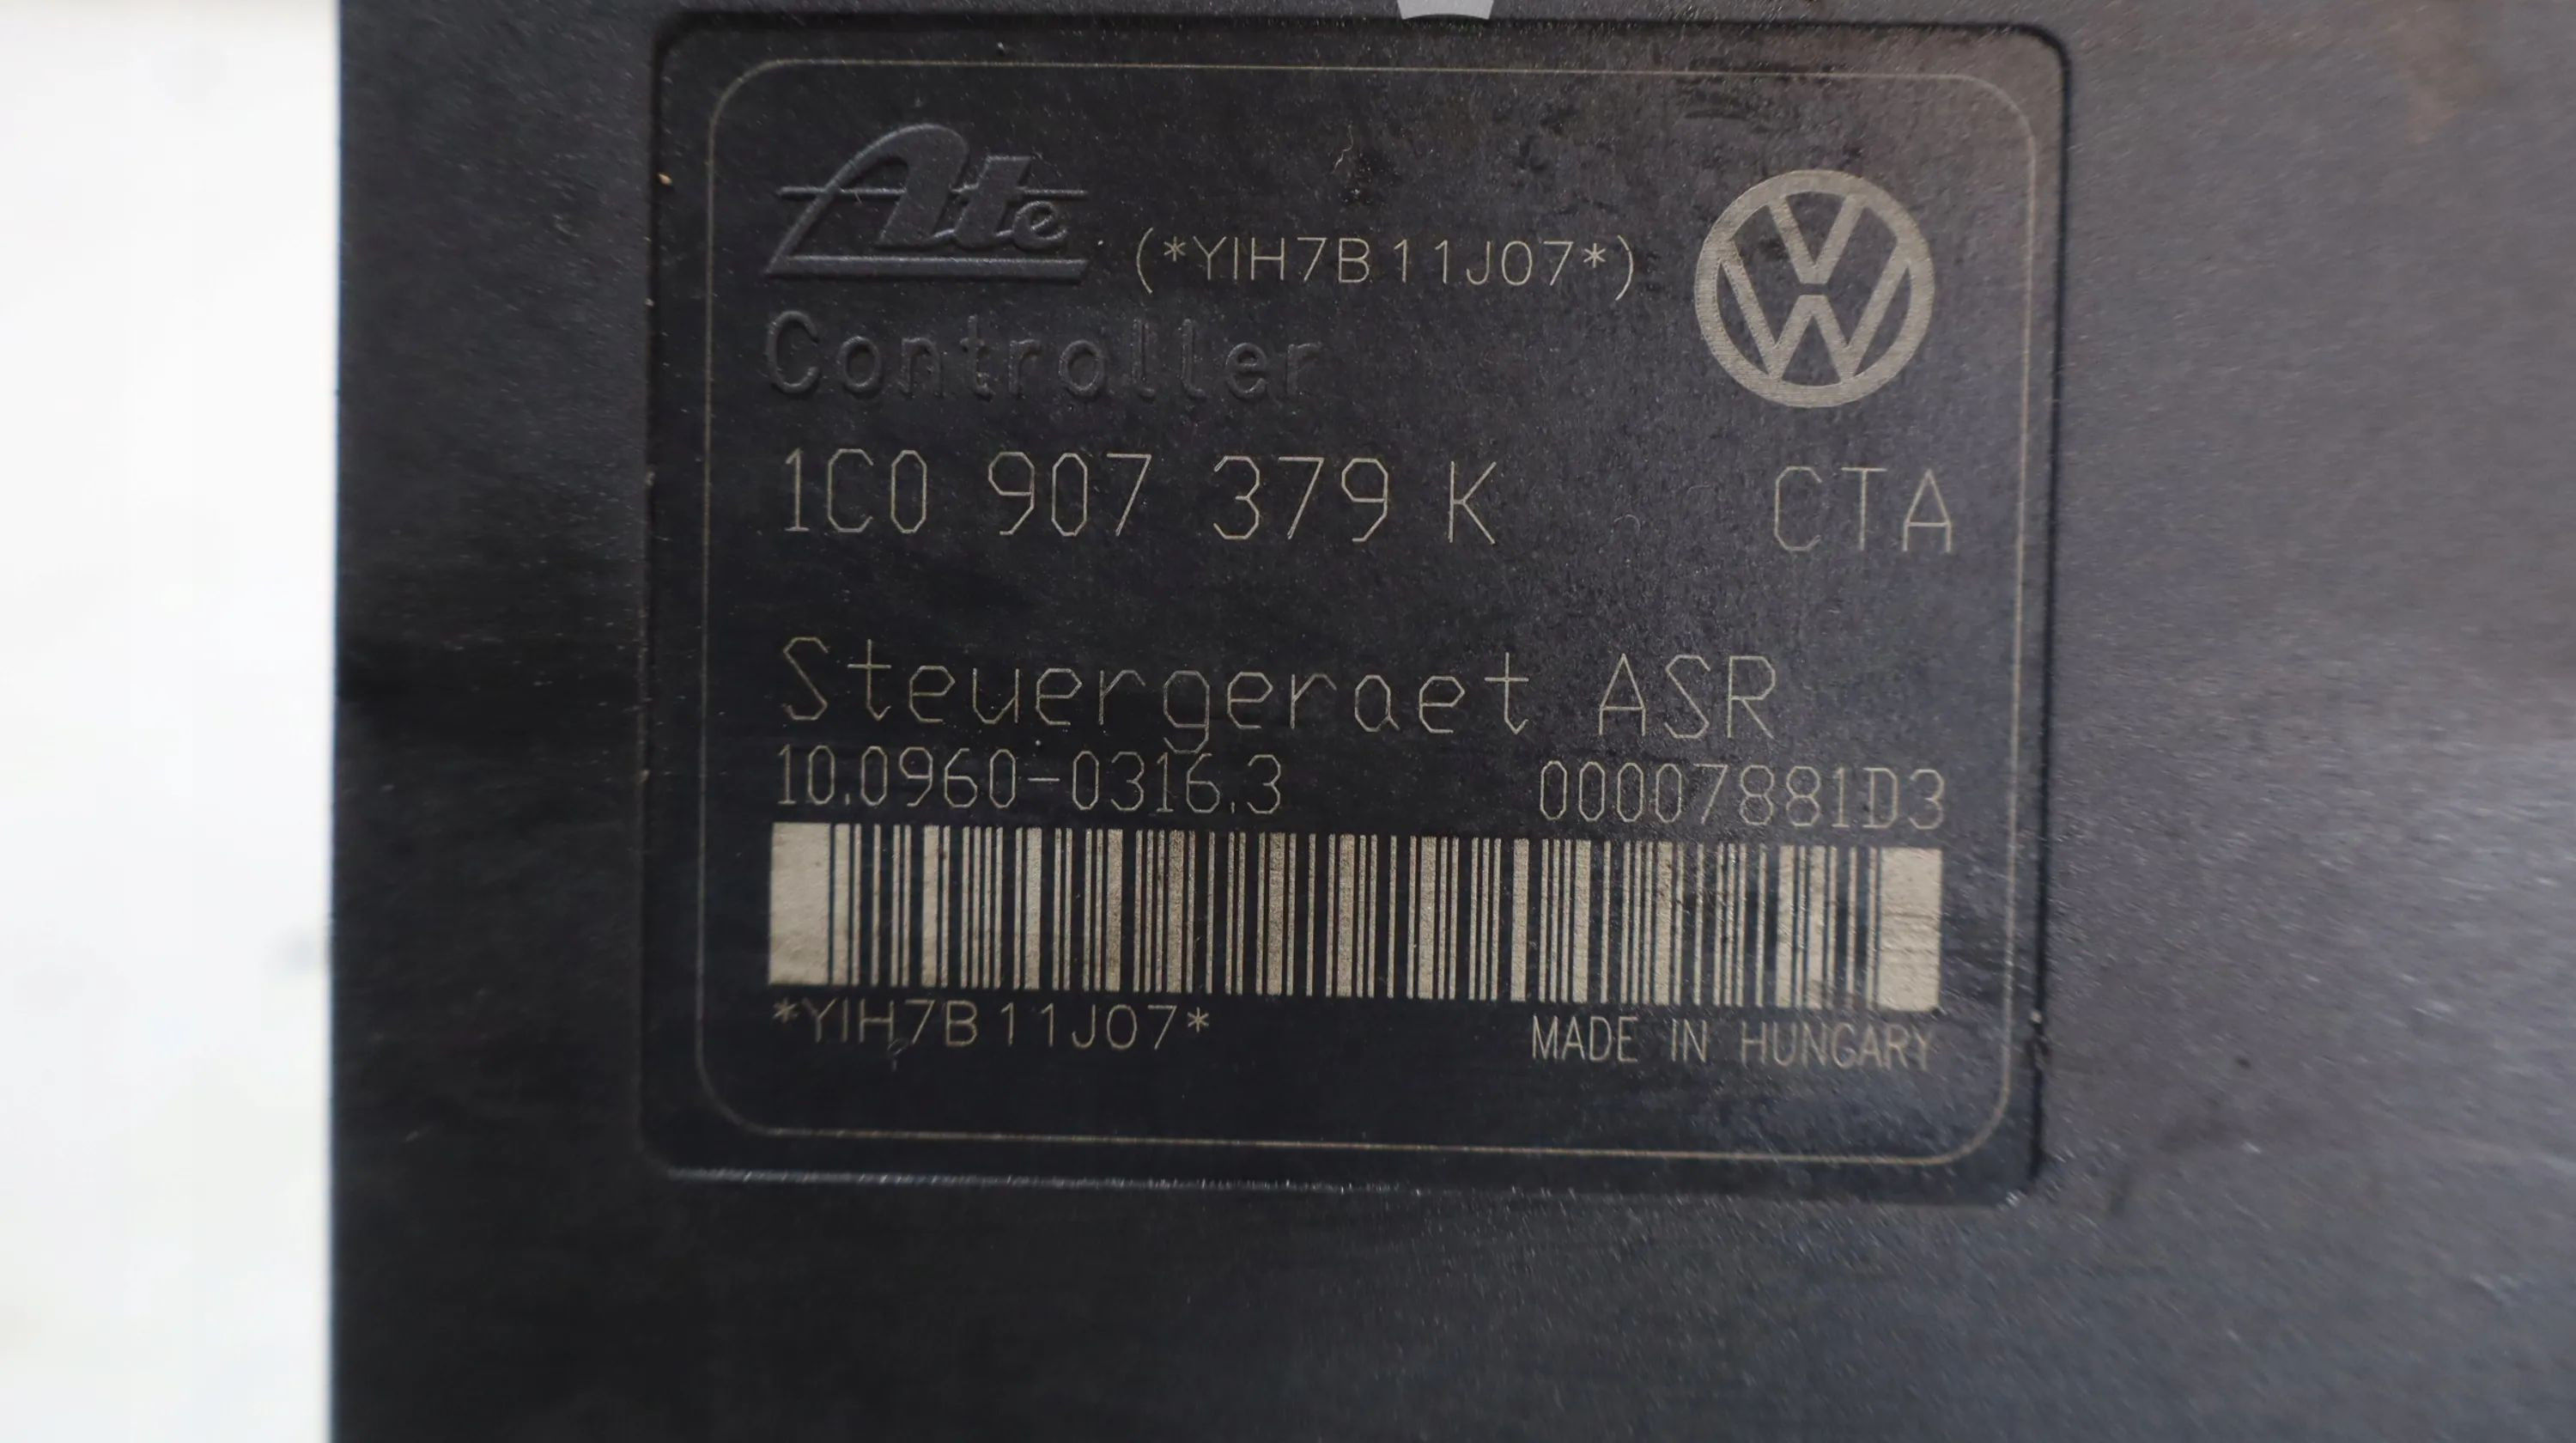 Ate (*YIH7B11J07*)
Controller
1C0 907 379 K CTA
Steuergeraet ASR
10.0960-0316.3 00007881D3
*YIH7B11J07* MADE IN HUNGARY